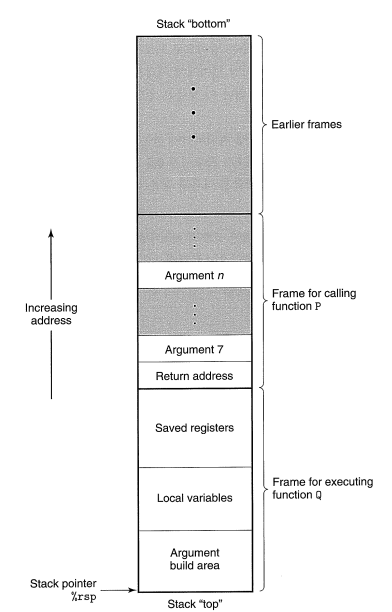 Stack “bottom”
Earlier frames
Increasing
address
Argument n
Frame for calling
function P
Argument 7
Return address
Saved registers
Local variables
Frame for executing
function Q
Argument
build area
Stack pointer
%rsp
Stack “top”